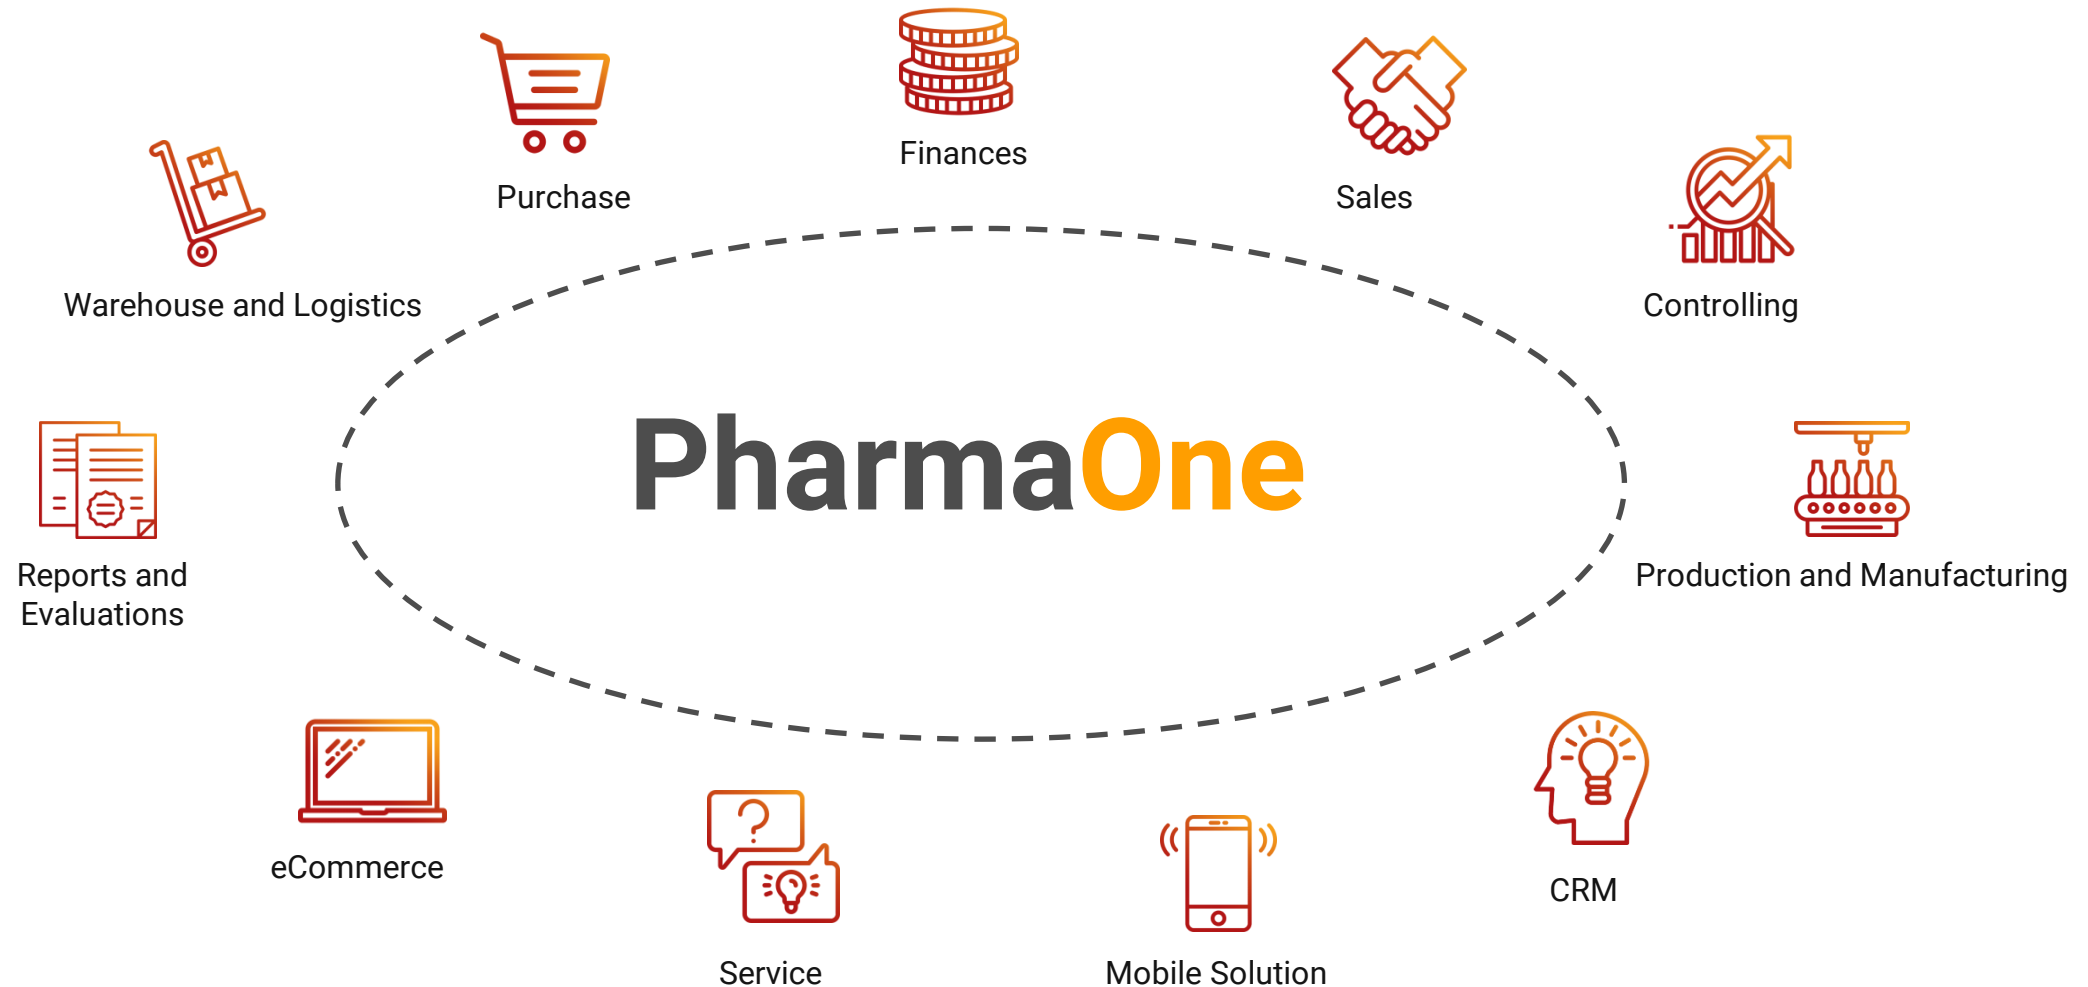 Finances
Purchase
Sales
Warehouse and Logistics
Controlling
PharmaOne
Reports and
Evaluations
Production and Manufacturing
eCommerce
CRM
Service
Mobile Solution